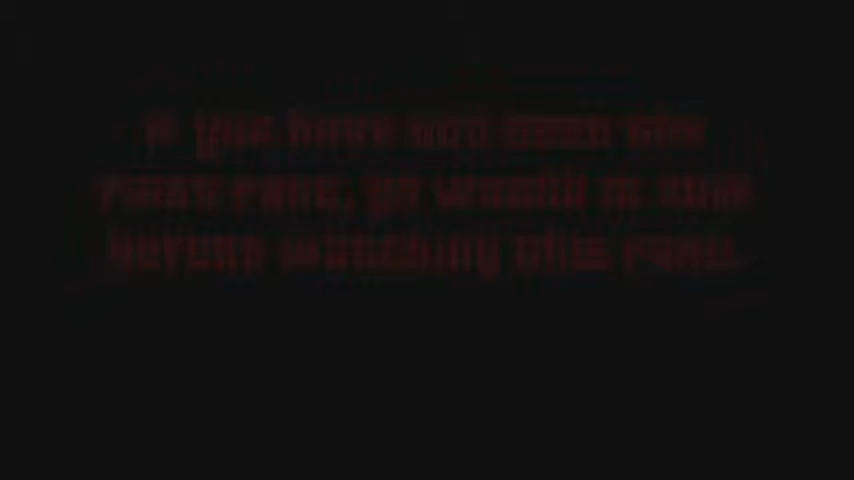 If you have not seen the
first part, go watch it now
before watching this part.